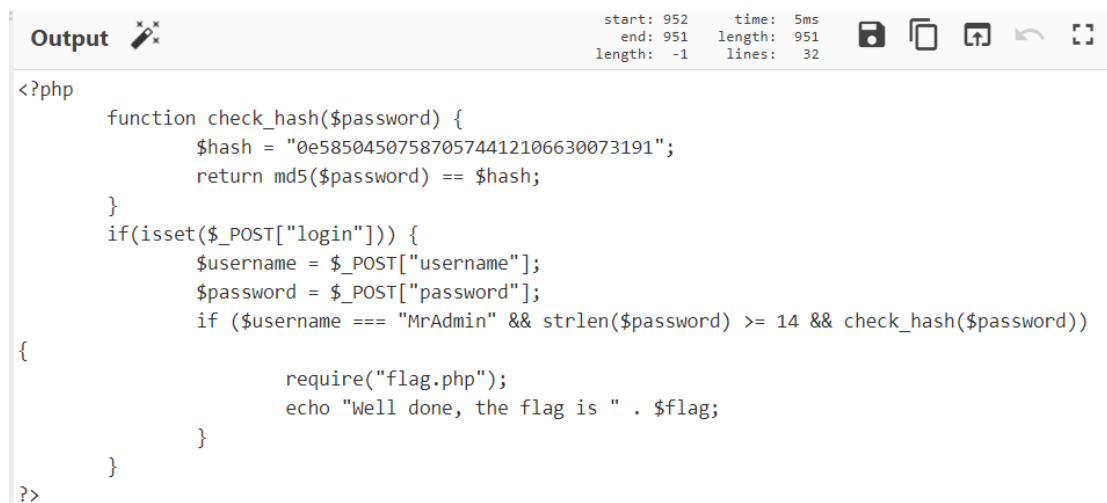 Output
start: 952
end: 951
length: -1
time: 5ms
length: 951
lines: 32
<?php
        function check_hash($password) {
                $hash = "0e58504507587057441210663007​3191";
                return md5($password) == $hash;
        }
        if(isset($_POST["login"])) {
                $username = $_POST["username"];
                $password = $_POST["password"];
                if ($username === "MrAdmin" && strlen($password) >= 14 && check_hash($password))
{
                        require("flag.php");
                        echo "Well done, the flag is " . $flag;
                }
        }
?>